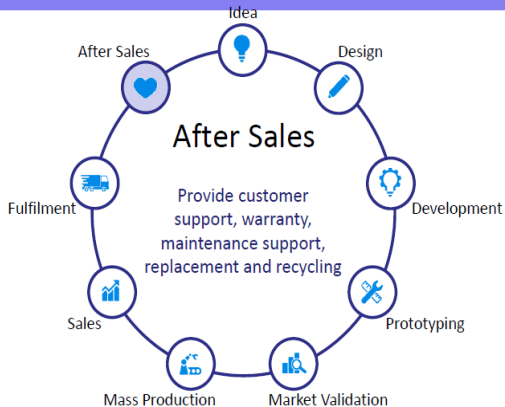 Idea
After Sales
Design
After Sales
Provide customer
support, warranty,
maintenance support,
replacement and recycling
Fulfilment
Development
Sales
Prototyping
Mass Production
Market Validation